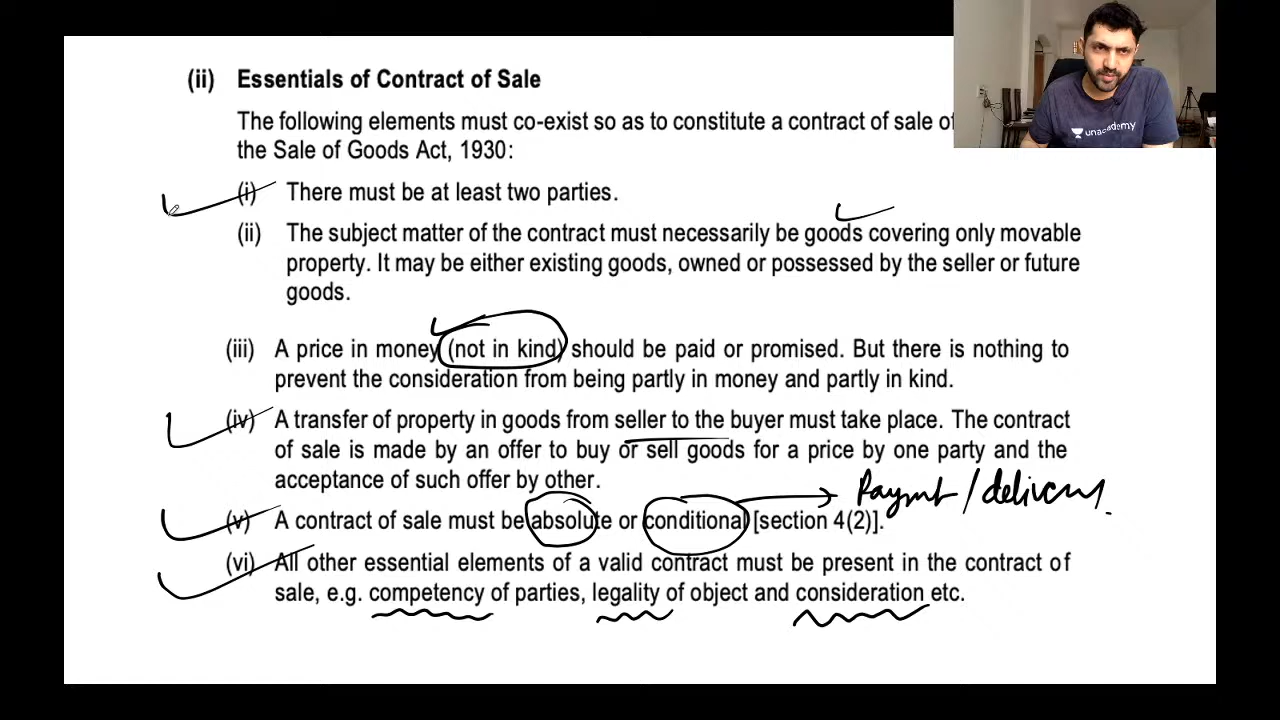 (ii) Essentials of Contract of Sale
The following elements must co-exist so as to constitute a contract of sale of
the Sale of Goods Act, 1930:
unacademy
(i) There must be at least two parties.
(ii) The subject matter of the contract must necessarily be goods covering only movable
property. It may be either existing goods, owned or possessed by the seller or future
goods.
(iii) A price in money (not in kind) should be paid or promised. But there is nothing to
prevent the consideration from being partly in money and partly in kind.
(iv) A transfer of property in goods from seller to the buyer must take place. The contract
of sale is made by an offer to buy or sell goods for a price by one party and the
acceptance of such offer by other.
Paymnt / delivery.
(v) A contract of sale must be absolute or conditional [section 4(2)].
(vi) All other essential elements of a valid contract must be present in the contract of
sale, e.g. competency of parties, legality of object and consideration etc.